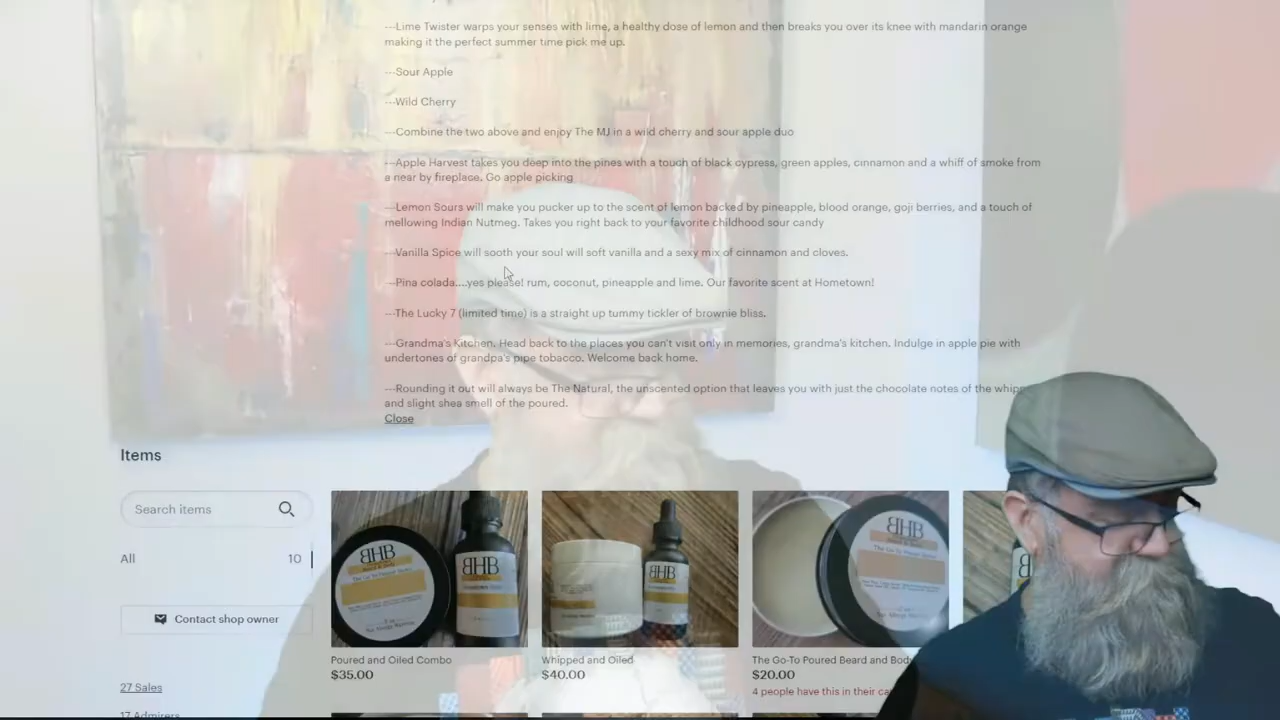 ---Lime Twister warps your senses with lime, a healthy dose of lemon and then breaks you over its knee with mandarin orange
making it the perfect summer time pick me up.
---Sour Apple
---Wild Cherry
---Combine the two above and enjoy The MJ in a wild cherry and sour apple duo
---Apple Harvest takes you deep into the pines with a touch of black cypress, green apples, cinnamon and a whiff of smoke from
a near by fireplace. Go apple picking
---Lemon Sours will make you pucker up to the scent of lemon backed by pineapple, blood orange, goji berries, and a touch of
mellowing Indian Nutmeg. Takes you right back to your favorite childhood sour candy
---Vanilla Spice will sooth your soul will soft vanilla and a sexy mix of cinnamon and cloves.
---Pina colada....yes please! rum, coconut, pineapple and lime. Our favorite scent at Hometown!
---The Lucky 7 (limited time) is a straight up tummy tickler of brownie bliss.
---Grandma's Kitchen. Head back to the places you can't visit only in memories, grandma's kitchen. Indulge in apple pie with
undertones of grandpa's pipe tobacco. Welcome back home.
---Rounding it out will always be The Natural, the unscented option that leaves you with just the chocolate notes of the whipp
and slight shea smell of the poured.
Close
Items
Search items
All 10
Contact shop owner
27 Sales
17 Admirers
BHB
BHB
BHB
BHB
Poured and Oiled Combo
$35.00
Whipped and Oiled
$40.00
The Go-To Poured Beard and Bod
$20.00
4 people have this in their car